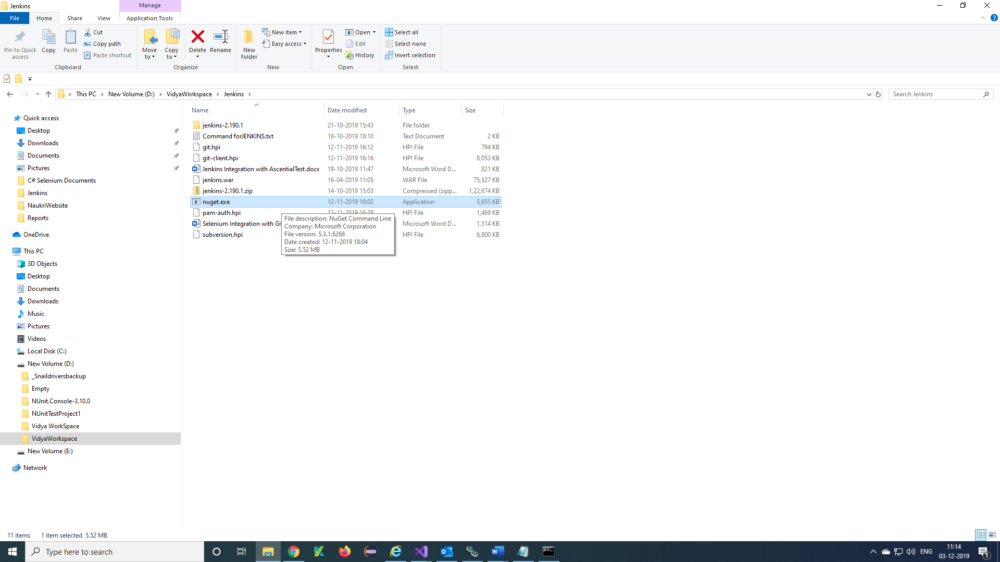 Jenkins
Manage
File
Home
Share
View
Application Tools
Pin to Quick access
Copy
Paste
Cut
Copy path
Paste shortcut
Clipboard
Move to
Copy to
Delete
Rename
Organize
New folder
New item
Easy access
New
Properties
Open
Edit
History
Open
Select all
Select none
Invert selection
Select
This PC > New Volume (D:) > VidyaWorkspace > Jenkins >
Search Jenkins
Name Date modified Type Size
jenkins-2.190.1 21-10-2019 15:43 File folder
Command forJENKINS.txt 18-10-2019 18:10 Text Document 2 KB
git.hpi 12-11-2019 16:12 HPI File 794 KB
git-client.hpi 12-11-2019 16:16 HPI File 8,053 KB
Jenkins Integration with AscentialTest.docx 18-10-2019 11:47 Microsoft Word D... 821 KB
jenkins.war 16-04-2019 11:05 WAR File 75,527 KB
jenkins-2.190.1.zip 14-10-2019 15:03 Compressed (zipp... 1,22,674 KB
nuget.exe 12-11-2019 18:02 Application 5,655 KB
pam-auth.hpi 12-11-2019 16:28 HPI File 1,469 KB
Selenium Integration with Gi Microsoft Word D... 1,514 KB
subversion.hpi HPI File 6,800 KB
File description: NuGet Command Line
Company: Microsoft Corporation
File version: 5.3.1.6268
Date created: 12-11-2019 18:04
Size: 5.52 MB
Quick access
Desktop
Downloads
Documents
Pictures
C# Selenium Documents
Jenkins
NaukriWebsite
Reports
OneDrive
This PC
3D Objects
Desktop
Documents
Downloads
Music
Pictures
Videos
Local Disk (C:)
New Volume (D:)
_Snaildriversbackup
Empty
NUnit.Console-3.10.0
NUnitTestProject1
Vidya WorkSpace
VidyaWorkspace
New Volume (E:)
Network
11 items 1 item selected 5.52 MB
Type here to search
ENG
11:14
03-12-2019
1